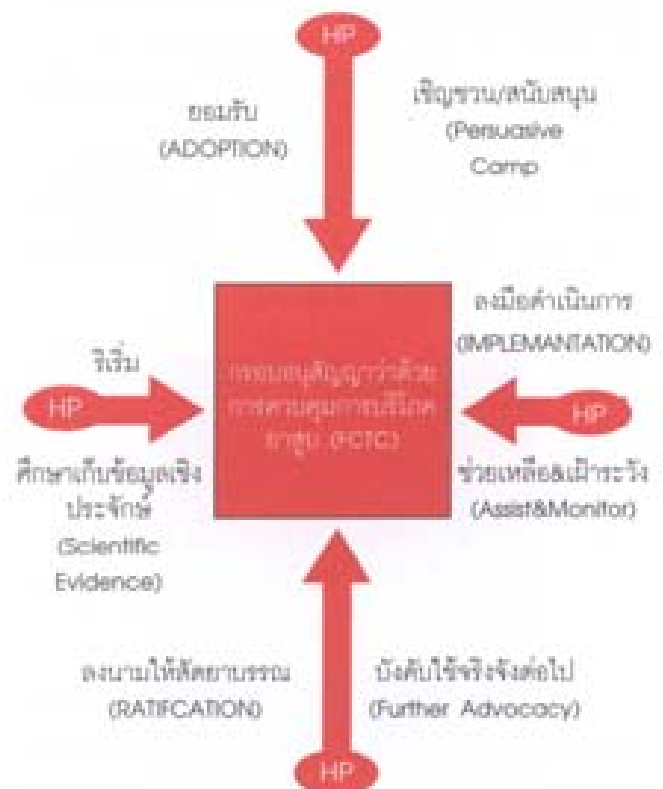 HP
ยอมรับ
(ADOPTION)
เชิญชวน/สนับสนุน
(Persuasive
Camp
ลงมือดำเนินการ
(IMPLEMANTATION)
ริเริ่ม
HP
กรอบอนุสัญญาว่าด้วย
การควบคุมการบริโภค
ยาสูบ (FCTC)
HP
ศึกษาเก็บข้อมูลเชิง
ประจักษ์
(Scientific
Evidence)
ช่วยเหลือ&เฝ้าระวัง
(Assist&Monitor)
ลงนามให้สัตยาบรรณ
(RATIFCATION)
บังคับใช้จริงจังต่อไป
(Further Advocacy)
HP